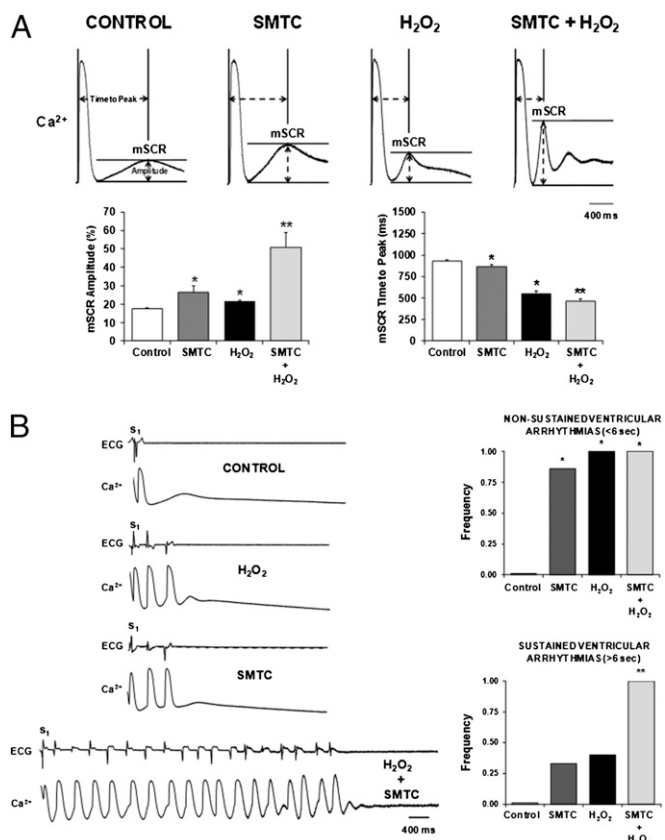 A
CONTROL SMTC H₂O₂ SMTC + H₂O₂
Time to Peak
Ca²⁺
mSCR mSCR mSCR mSCR
Amplitude
400 ms
mSCR Amplitude (%)
70
60
50
40
30
20
10
0
* * **
Control SMTC H₂O₂ SMTC
+
H₂O₂
mSCR Time to Peak (ms)
1500
1250
1000
750
500
250
0
* * **
Control SMTC H₂O₂ SMTC
+
H₂O₂
B
S₁
ECG
CONTROL
Ca²⁺
S₁
ECG
H₂O₂
Ca²⁺
S₁
ECG
SMTC
Ca²⁺
S₁
ECG
H₂O₂
+
SMTC
Ca²⁺
400 ms
NON-SUSTAINED VENTRICULAR
ARRHYTHMIAS (<6 sec)
Frequency
1.00
0.75
0.50
0.25
0.00
* * *
Control SMTC H₂O₂ SMTC
+ H₂O₂
SUSTAINED VENTRICULAR
ARRHYTHMIAS (>6 sec)
Frequency
1.00
0.75
0.50
0.25
0.00
**
Control SMTC H₂O₂ SMTC
+ H₂O₂